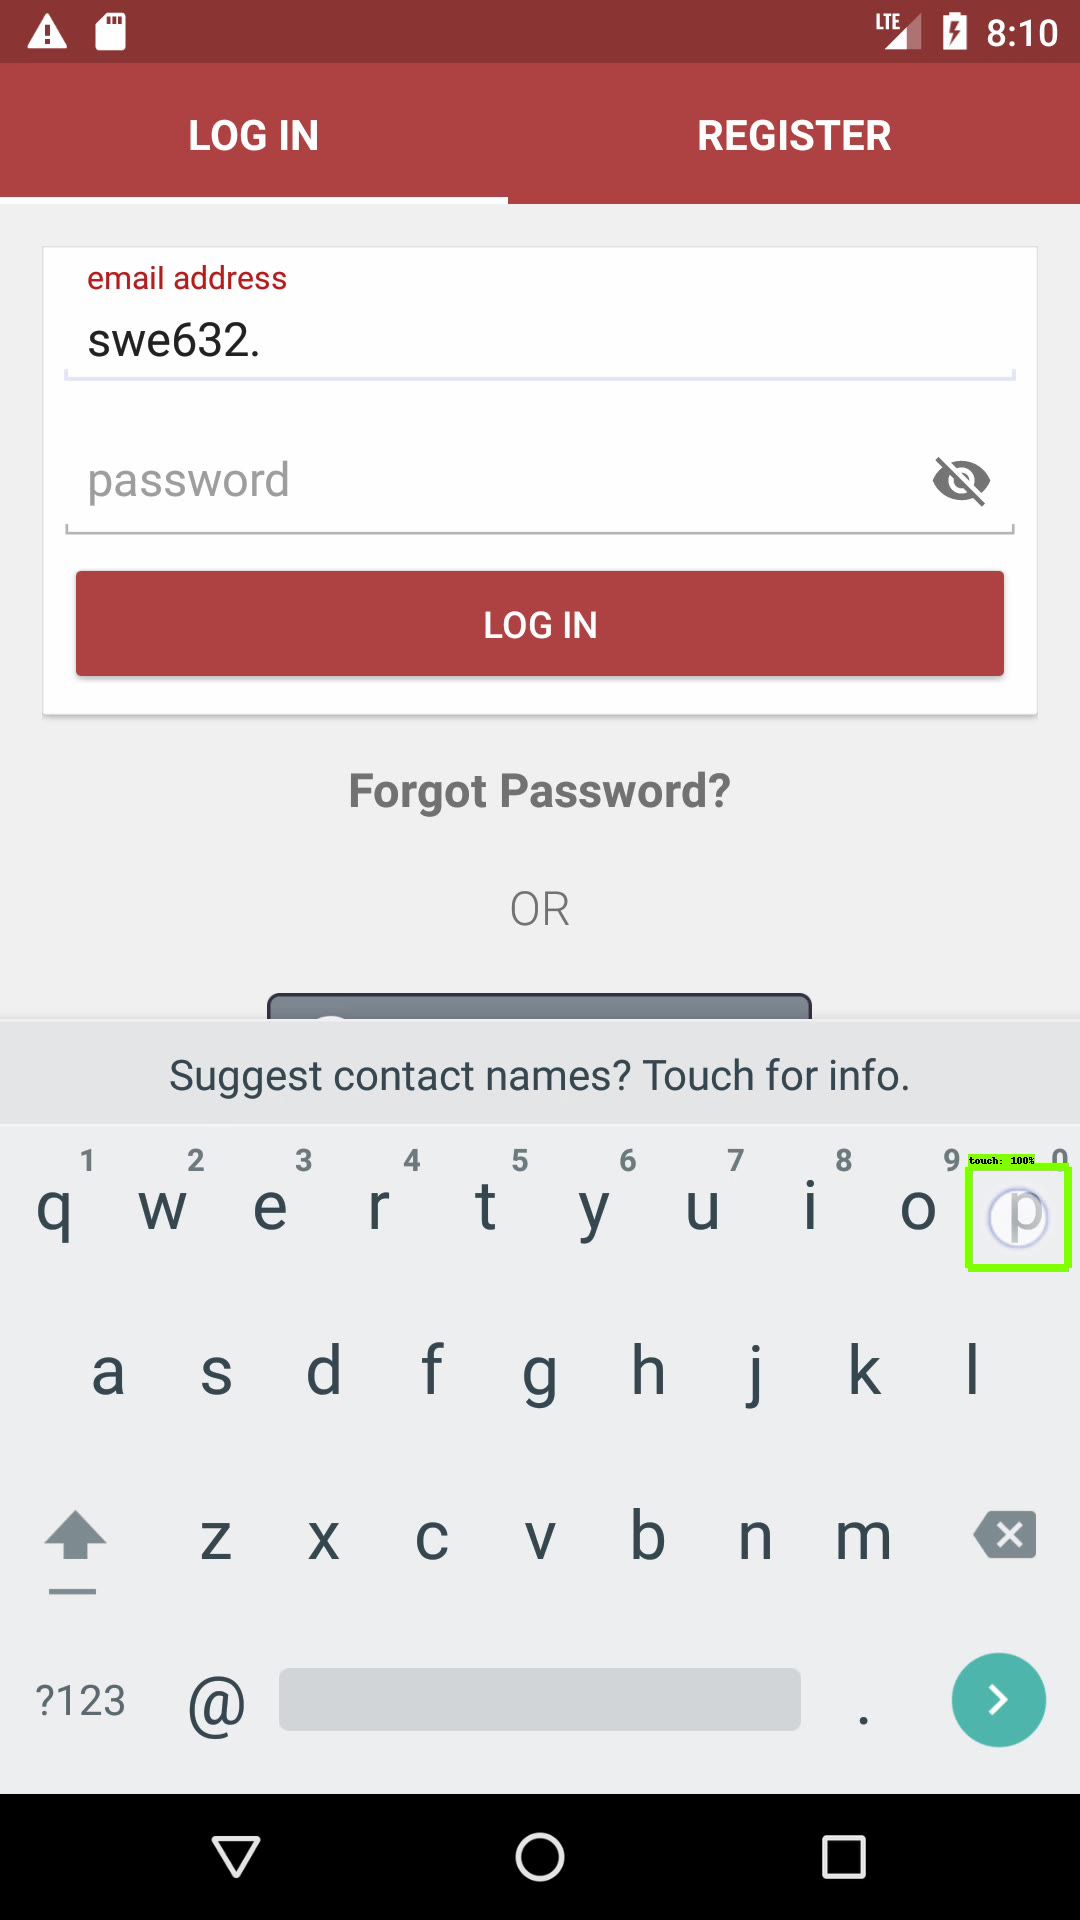 LTE 8:10
LOG IN REGISTER
email address
swe632.
password
LOG IN
Forgot Password?
OR
Suggest contact names? Touch for info.
1 2 3 4 5 6 7 8 9 0
touch: 100%
q w e r t y u i o p
a s d f g h j k l
z x c v b n m
?123 @ .